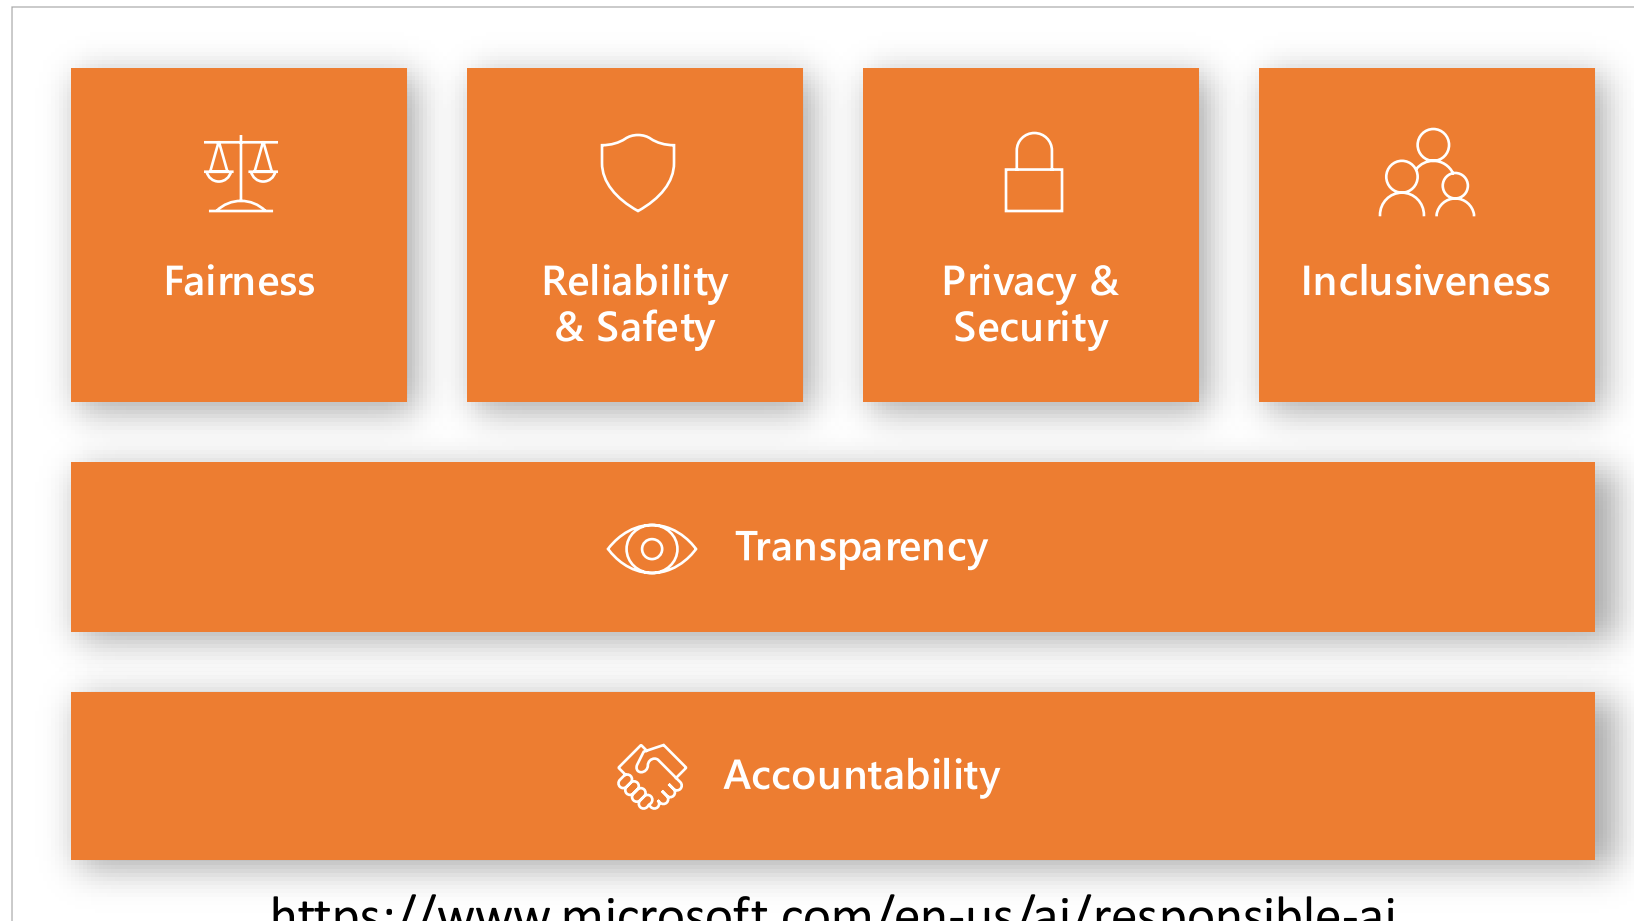 Fairness
Reliability
& Safety
Privacy &
Security
Inclusiveness
Transparency
Accountability
https://www.microsoft.com/en-us/ai/responsible-ai